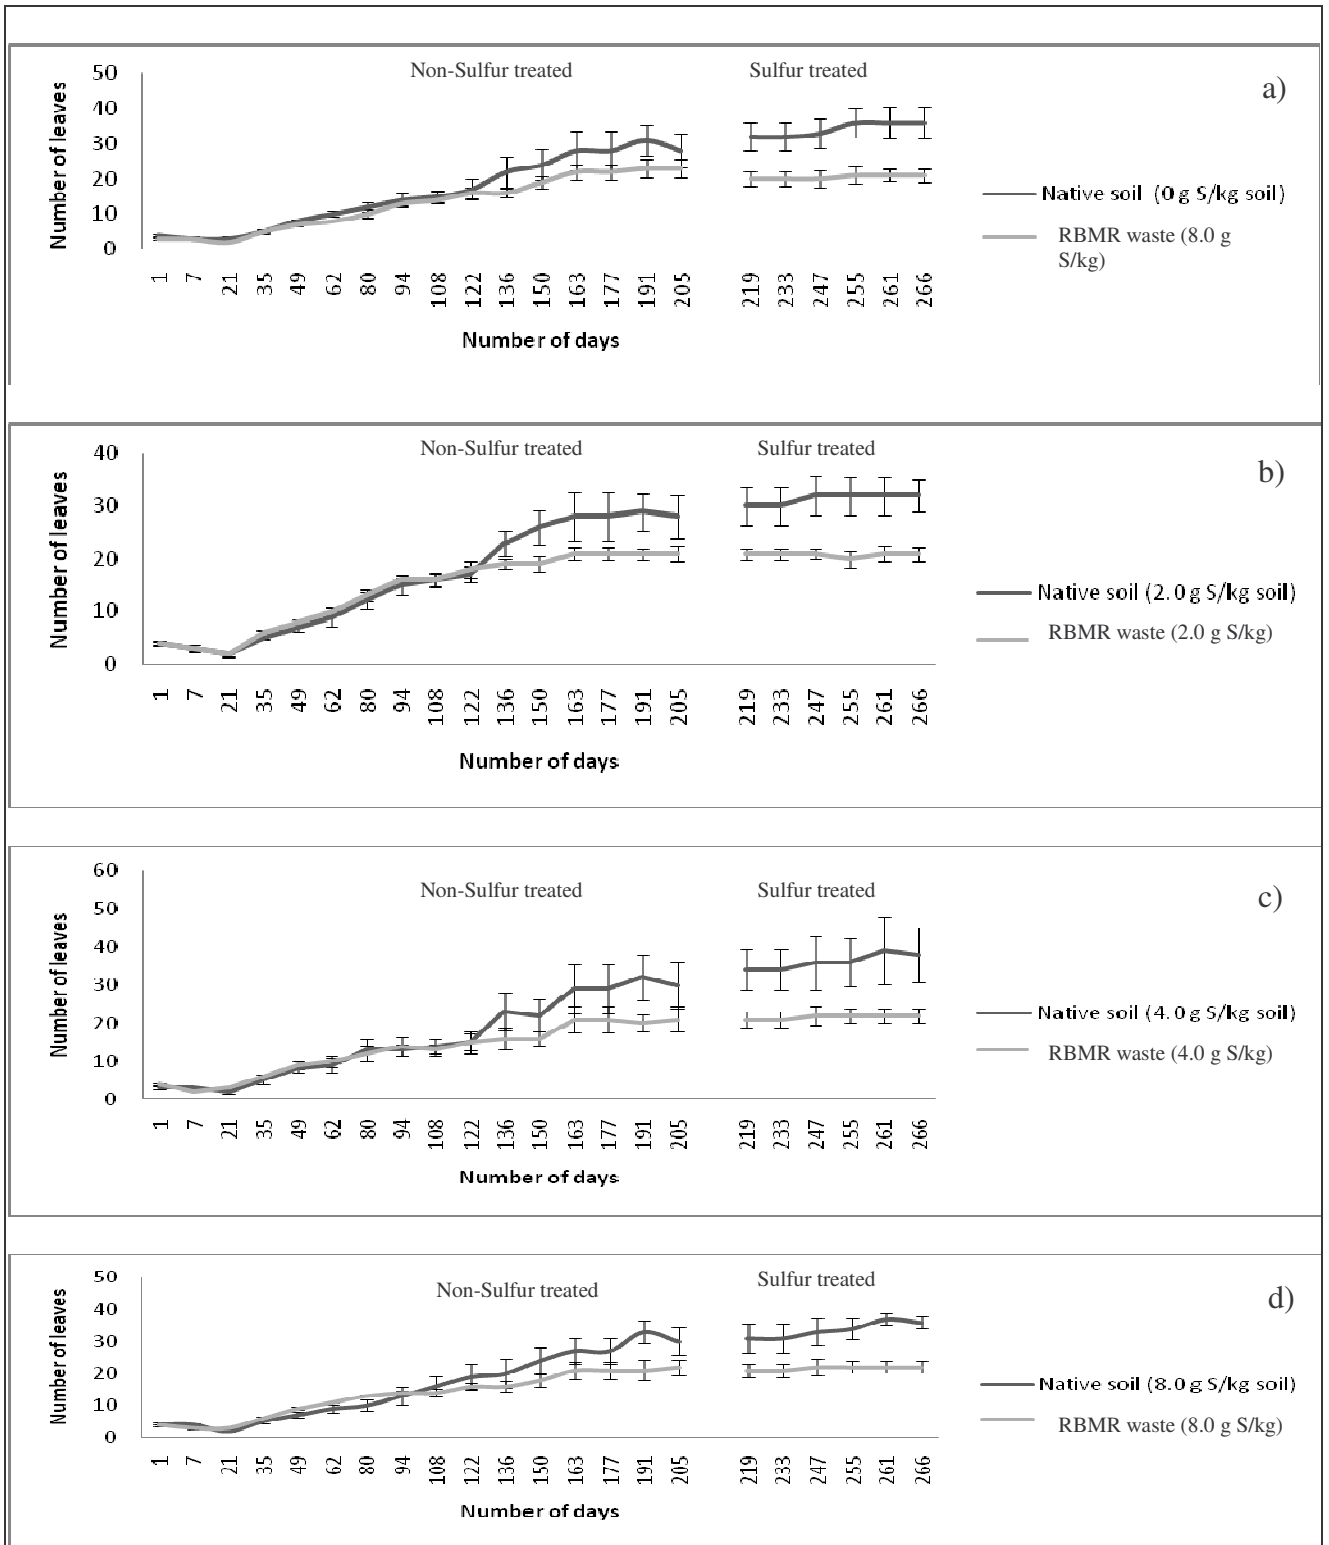 Non-Sulfur treated Sulfur treated
a)
50
40
30
20
10
0
Number of leaves
1 7 21 35 49 62 80 94 108 122 136 150 163 177 191 205 219 233 247 255 261 266
Number of days
Native soil (0 g S/kg soil)
RBMR waste (8.0 g
S/kg)
Non-Sulfur treated Sulfur treated
b)
40
30
20
10
0
Number of leaves
1 7 21 35 49 62 80 94 108 122 136 150 163 177 191 205 219 233 247 255 261 266
Number of days
Native soil (2.0 g S/kg soil)
RBMR waste (2.0 g S/kg)
Non-Sulfur treated Sulfur treated
c)
60
50
40
30
20
10
0
Number of leaves
1 7 21 35 49 62 80 94 108 122 136 150 163 177 191 205 219 233 247 255 261 266
Number of days
Native soil (4.0 g S/kg soil)
RBMR waste (4.0 g S/kg)
Non-Sulfur treated Sulfur treated
d)
50
40
30
20
10
0
Number of leaves
1 7 21 35 49 62 80 94 108 122 136 150 163 177 191 205 219 233 247 255 261 266
Number of days
Native soil (8.0 g S/kg soil)
RBMR waste (8.0 g S/kg)